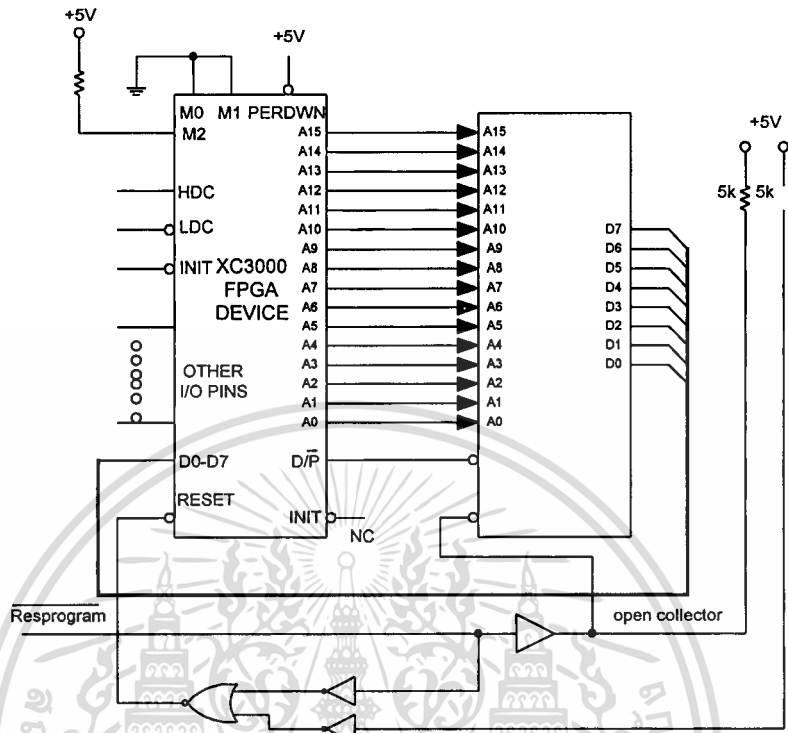 +5V
+5V
+5V
M0
M1
PERDWN
M2
HDC
LDC
INIT
XC3000
FPGA
DEVICE
OTHER
I/O PINS
D0-D7
RESET
A15
A14
A13
A12
A11
A10
A9
A8
A7
A6
A5
A4
A3
A2
A1
A0
D/P̅
INIT
NC
A15
A14
A13
A12
A11
A10
A9
A8
A7
A6
A5
A4
A3
A2
A1
A0
D7
D6
D5
D4
D3
D2
D1
D0
5k
5k
Resprogram
open collector